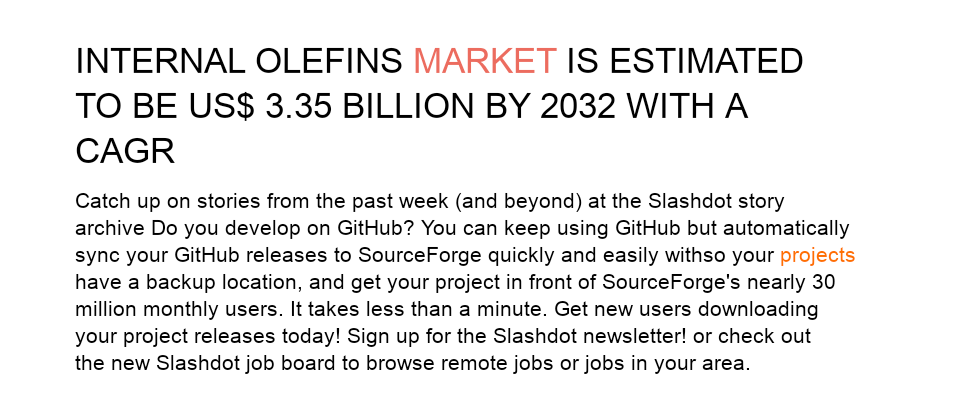 INTERNAL OLEFINS MARKET IS ESTIMATED
TO BE US$ 3.35 BILLION BY 2032 WITH A
CAGR
Catch up on stories from the past week (and beyond) at the Slashdot story
archive Do you develop on GitHub? You can keep using GitHub but automatically
sync your GitHub releases to SourceForge quickly and easily withso your projects
have a backup location, and get your project in front of SourceForge's nearly 30
million monthly users. It takes less than a minute. Get new users downloading
your project releases today! Sign up for the Slashdot newsletter! or check out
the new Slashdot job board to browse remote jobs or jobs in your area.